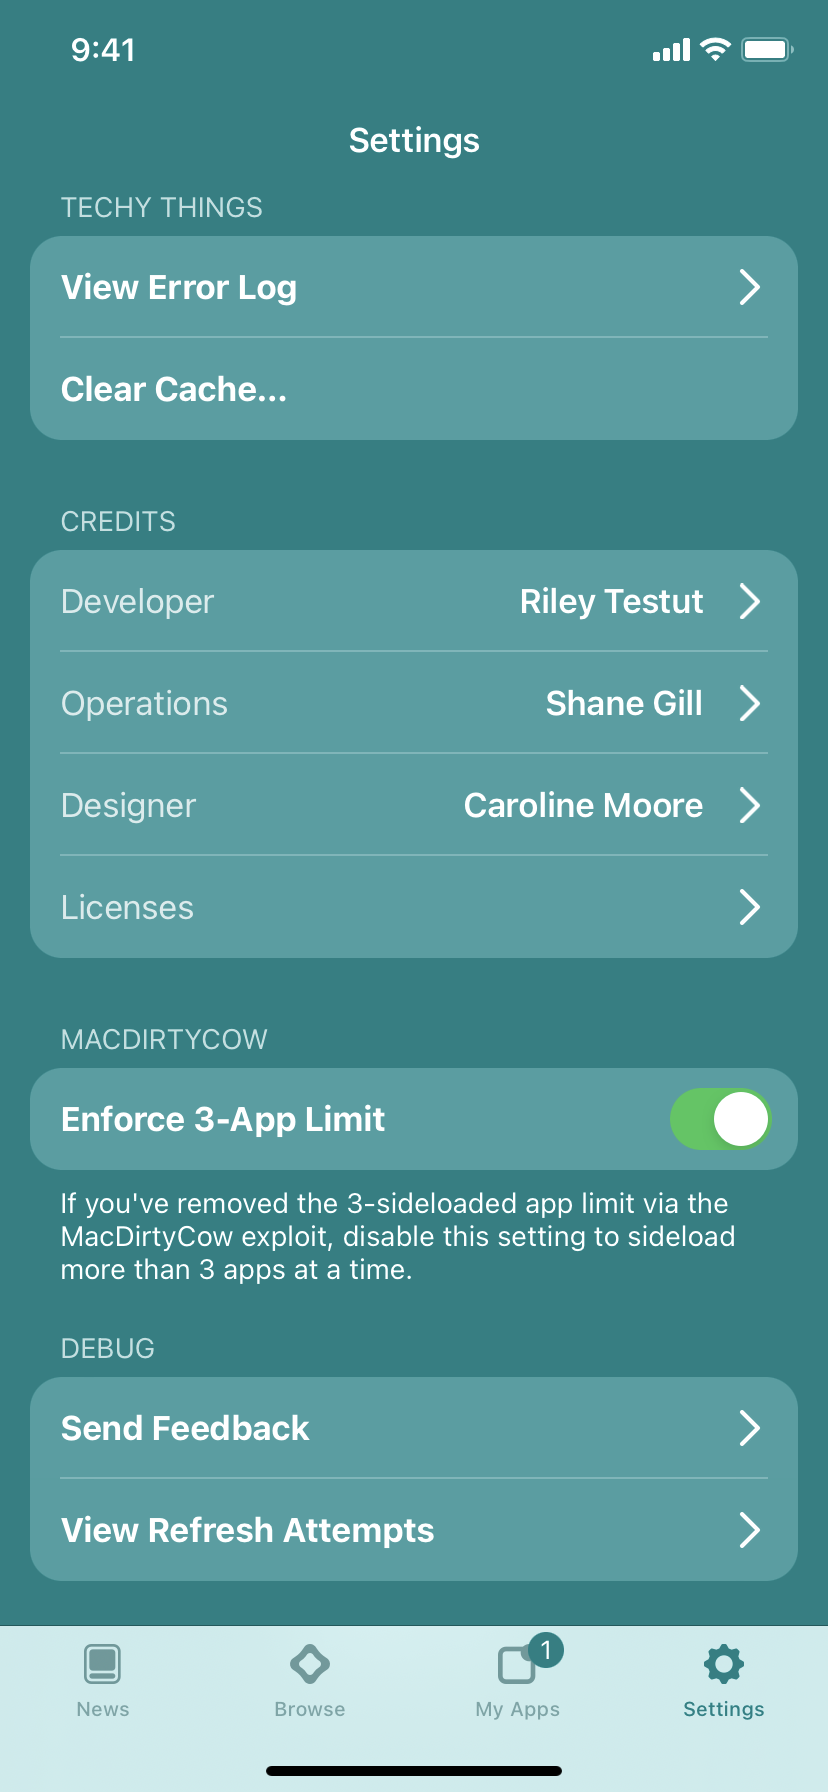 9:41
Settings
TECHY THINGS
View Error Log
Clear Cache...
CREDITS
Developer Riley Testut
Operations Shane Gill
Designer Caroline Moore
Licenses
MACDIRTYCOW
Enforce 3-App Limit
If you've removed the 3-sideloaded app limit via the
MacDirtyCow exploit, disable this setting to sideload
more than 3 apps at a time.
DEBUG
Send Feedback
View Refresh Attempts
1
News Browse My Apps Settings